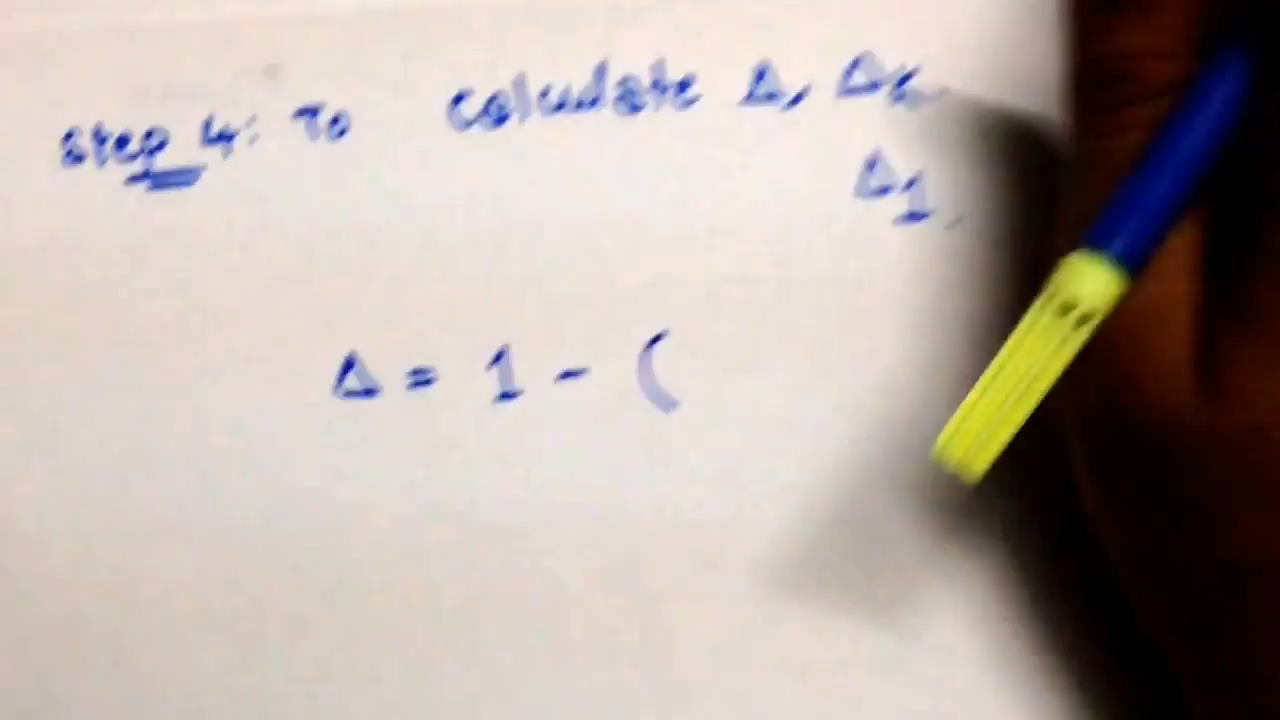 Step 4: To calculate Δ, ΔK
Δ1.
Δ = 1 - (